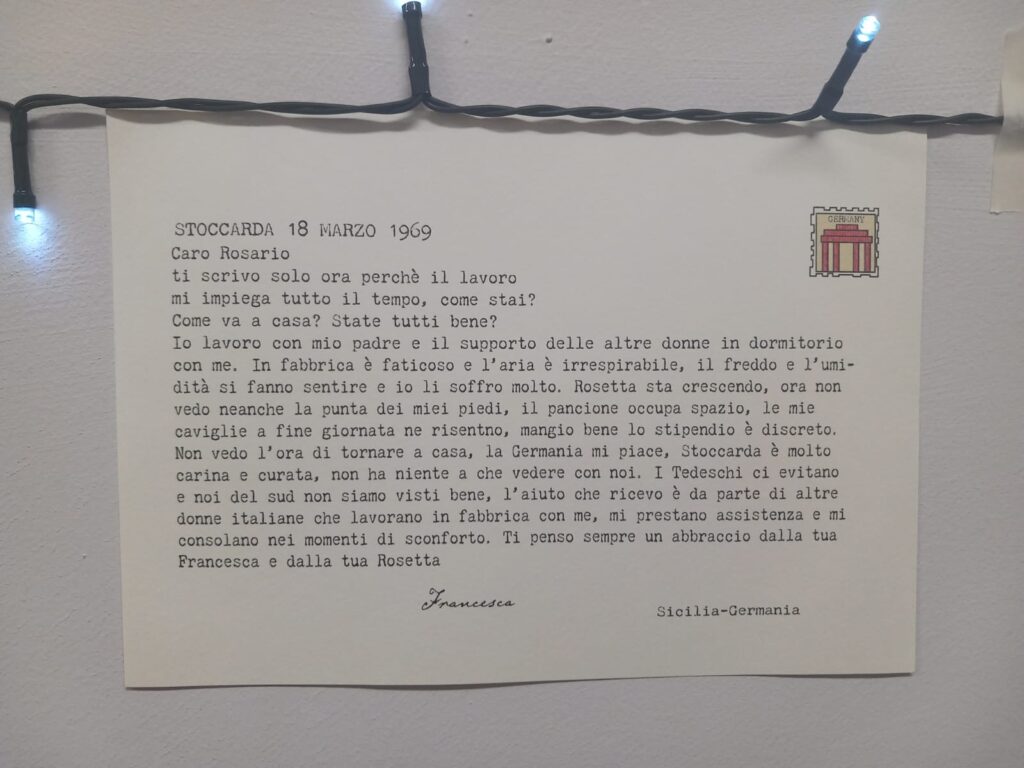 GERMANY
STOCCARDA 18 MARZO 1969
Caro Rosario
ti scrivo solo ora perchè il lavoro
mi impiega tutto il tempo, come stai?
Come va a casa? State tutti bene?
Io lavoro con mio padre e il supporto delle altre donne in dormitorio
con me. In fabbrica è faticoso e l'aria è irrespirabile, il freddo e l'umi-
dità si fanno sentire e io li soffro molto. Rosetta sta crescendo, ora non
vedo neanche la punta dei miei piedi, il pancione occupa spazio, le mie
caviglie a fine giornata ne risentno, mangio bene lo stipendio è discreto.
Non vedo l'ora di tornare a casa, la Germania mi piace, Stoccarda è molto
carina e curata, non ha niente a che vedere con noi. I Tedeschi ci evitano
e noi del sud non siamo visti bene, l'aiuto che ricevo è da parte di altre
donne italiane che lavorano in fabbrica con me, mi prestano assistenza e mi
consolano nei momenti di sconforto. Ti penso sempre un abbraccio dalla tua
Francesca e dalla tua Rosetta
Francesca
Sicilia-Germania